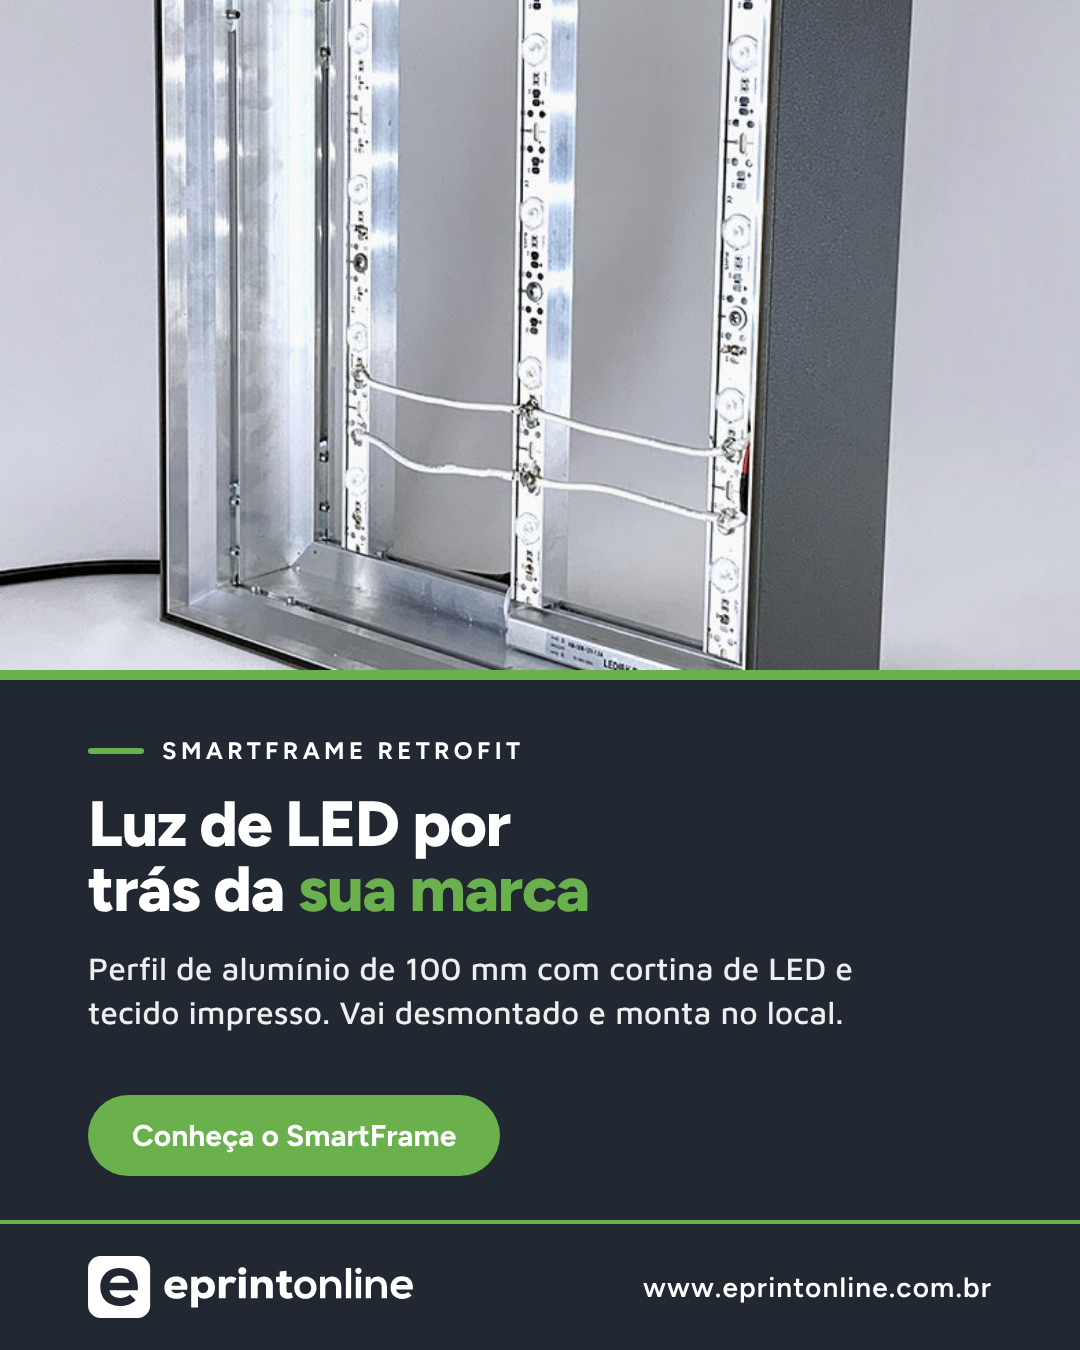 SMARTFRAME RETROFIT
Luz de LED por
trás da sua marca
Perfil de alumínio de 100 mm com cortina de LED e
tecido impresso. Vai desmontado e monta no local.
Conheça o SmartFrame
e eprintonline
www.eprintonline.com.br